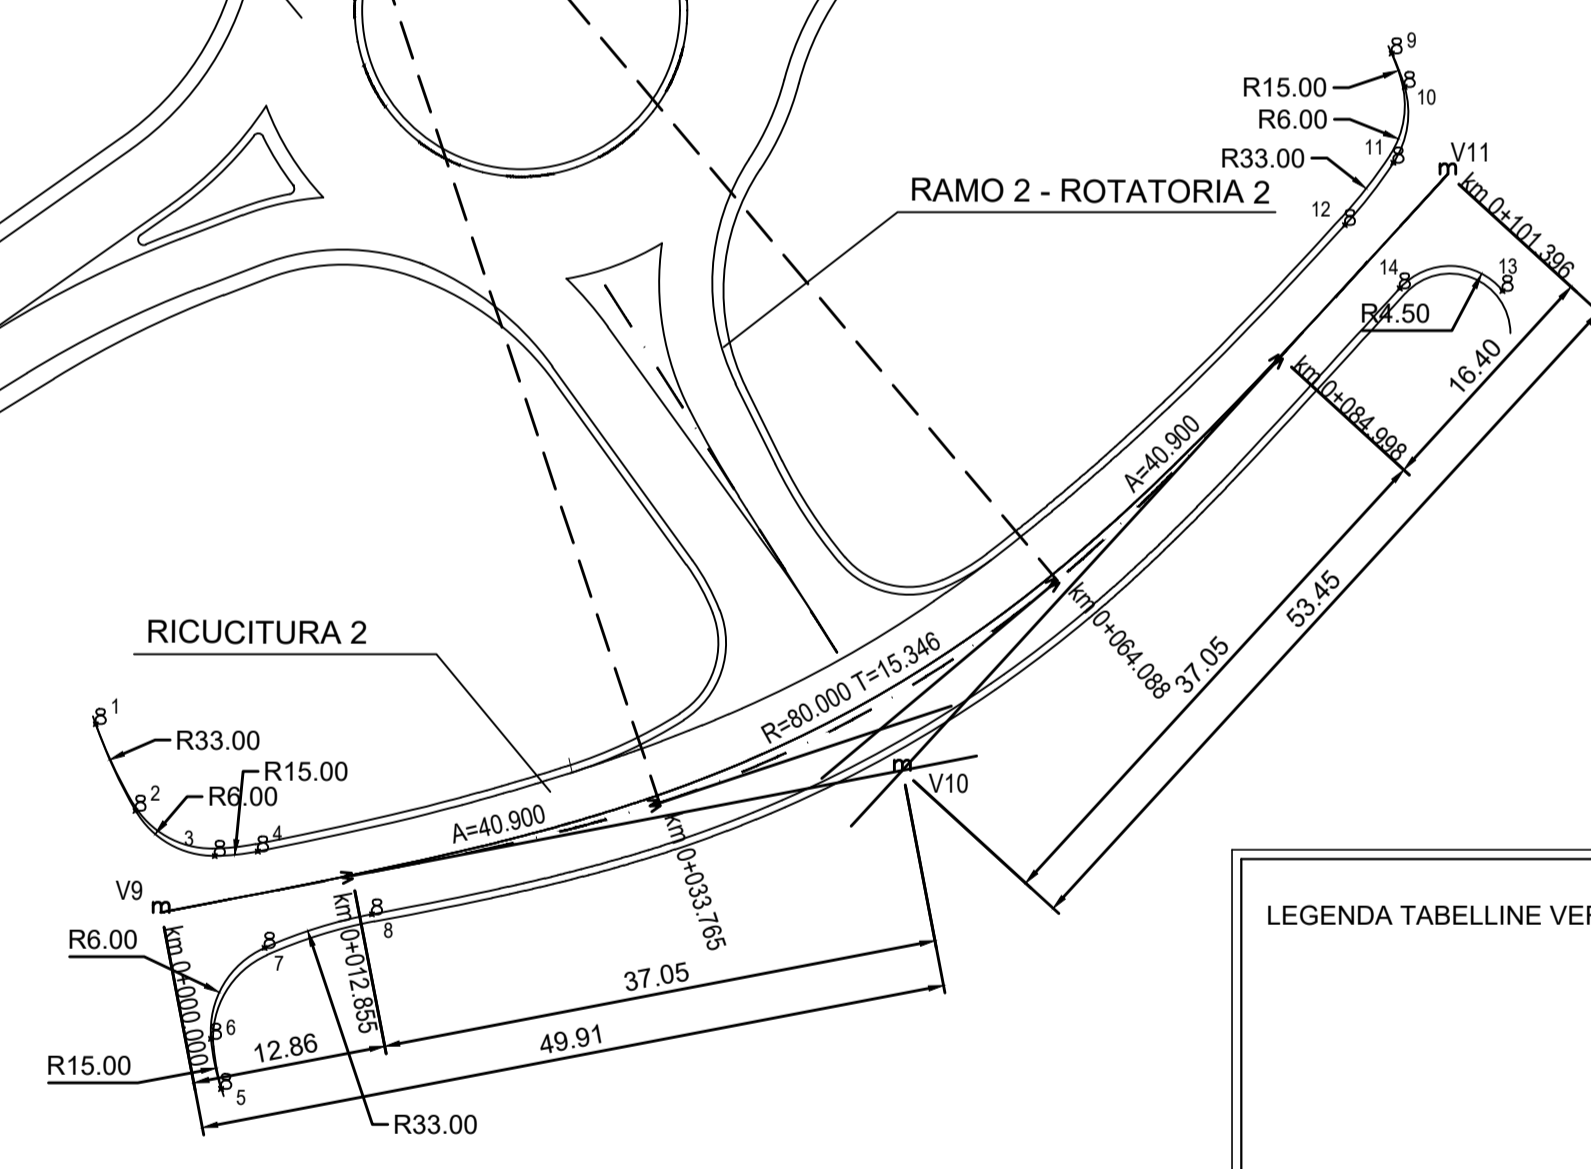 9
R15.00
10
R6.00
11
V11
R33.00
km 0+101.396
RAMO 2 - ROTATORIA 2
12
14
13
R4.50
16.40
km 0+084.998
A=40.900
53.45
km 0+064.088
37.05
RICUCITURA 2
R=80.000 T=15.346
1
R33.00
R15.00
2
R6.00
V10
3
4
A=40.900
km 0+033.765
V9
LEGENDA TABELLINE VE
R6.00
8
km 0+012.855
7
km 0+000.000
37.05
6
12.86
49.91
R15.00
5
R33.00